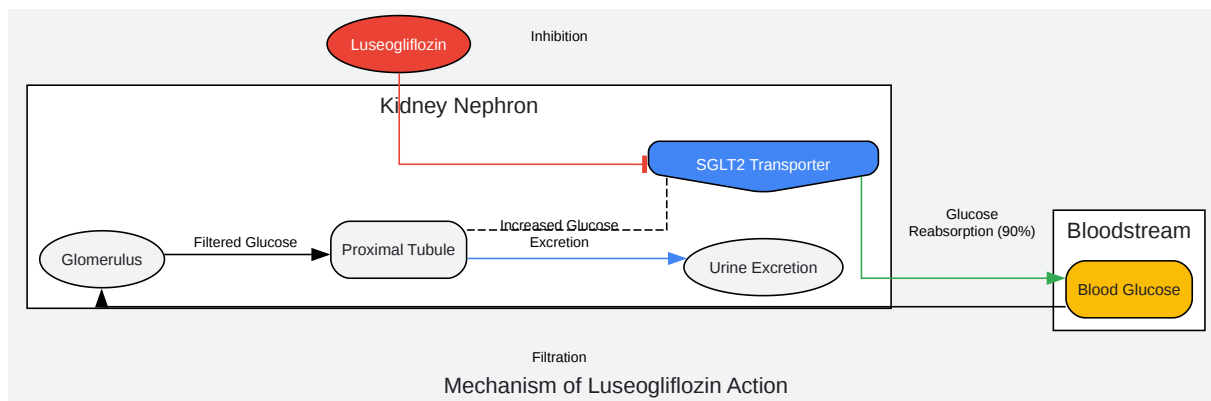 Luseogliflozin
Inhibition
Kidney Nephron
SGLT2 Transporter
Glucose
Reabsorption (90%)
Bloodstream
Increased Glucose
Excretion
Filtered Glucose
Proximal Tubule
Glomerulus
Urine Excretion
Blood Glucose
Filtration
Mechanism of Luseogliflozin Action